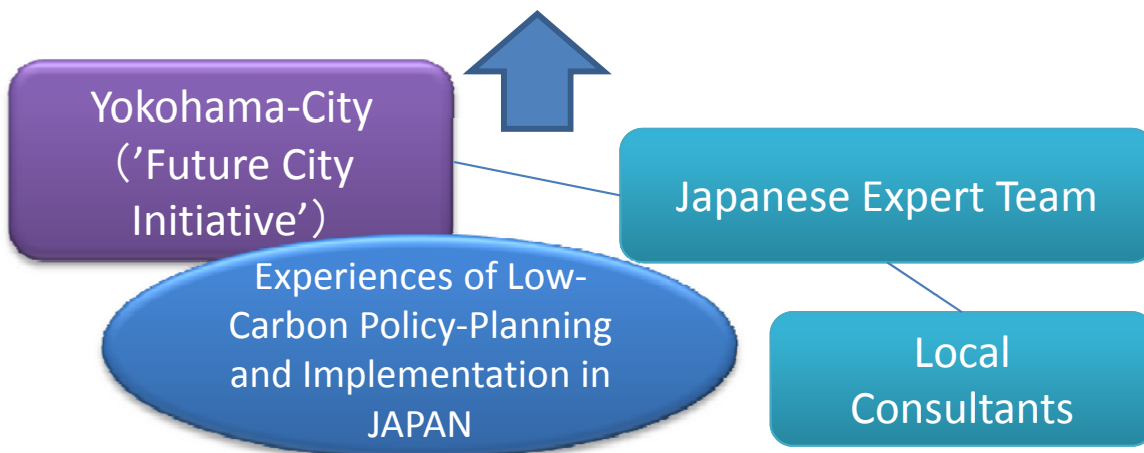 Yokohama-City
（’Future City
Initiative’）
Japanese Expert Team
Experiences of Low-
Carbon Policy-Planning
and Implementation in
JAPAN
Local
Consultants